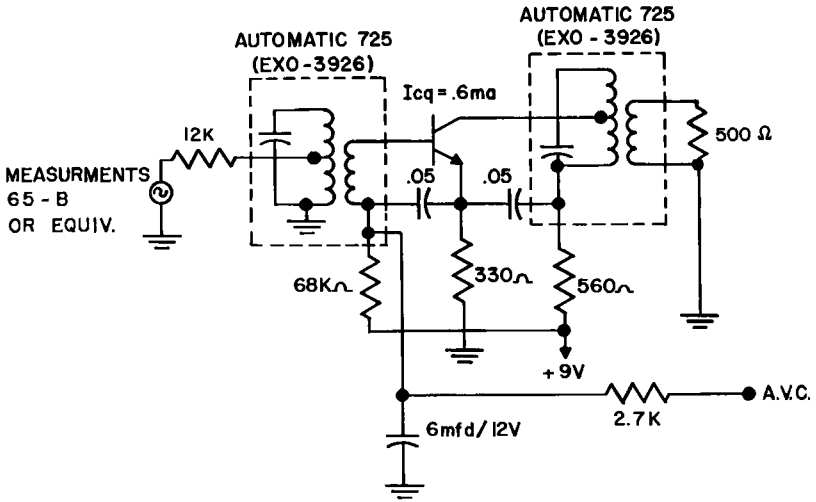 AUTOMATIC 725
(EXO-3926)
AUTOMATIC 725
(EXO-3926)
Icq = .6ma
12K
500 Ω
MEASURMENTS
65-B
OR EQUIV.
.05
.05
68KΩ
330Ω
560Ω
+9V
A.V.C.
2.7K
6mfd/12V